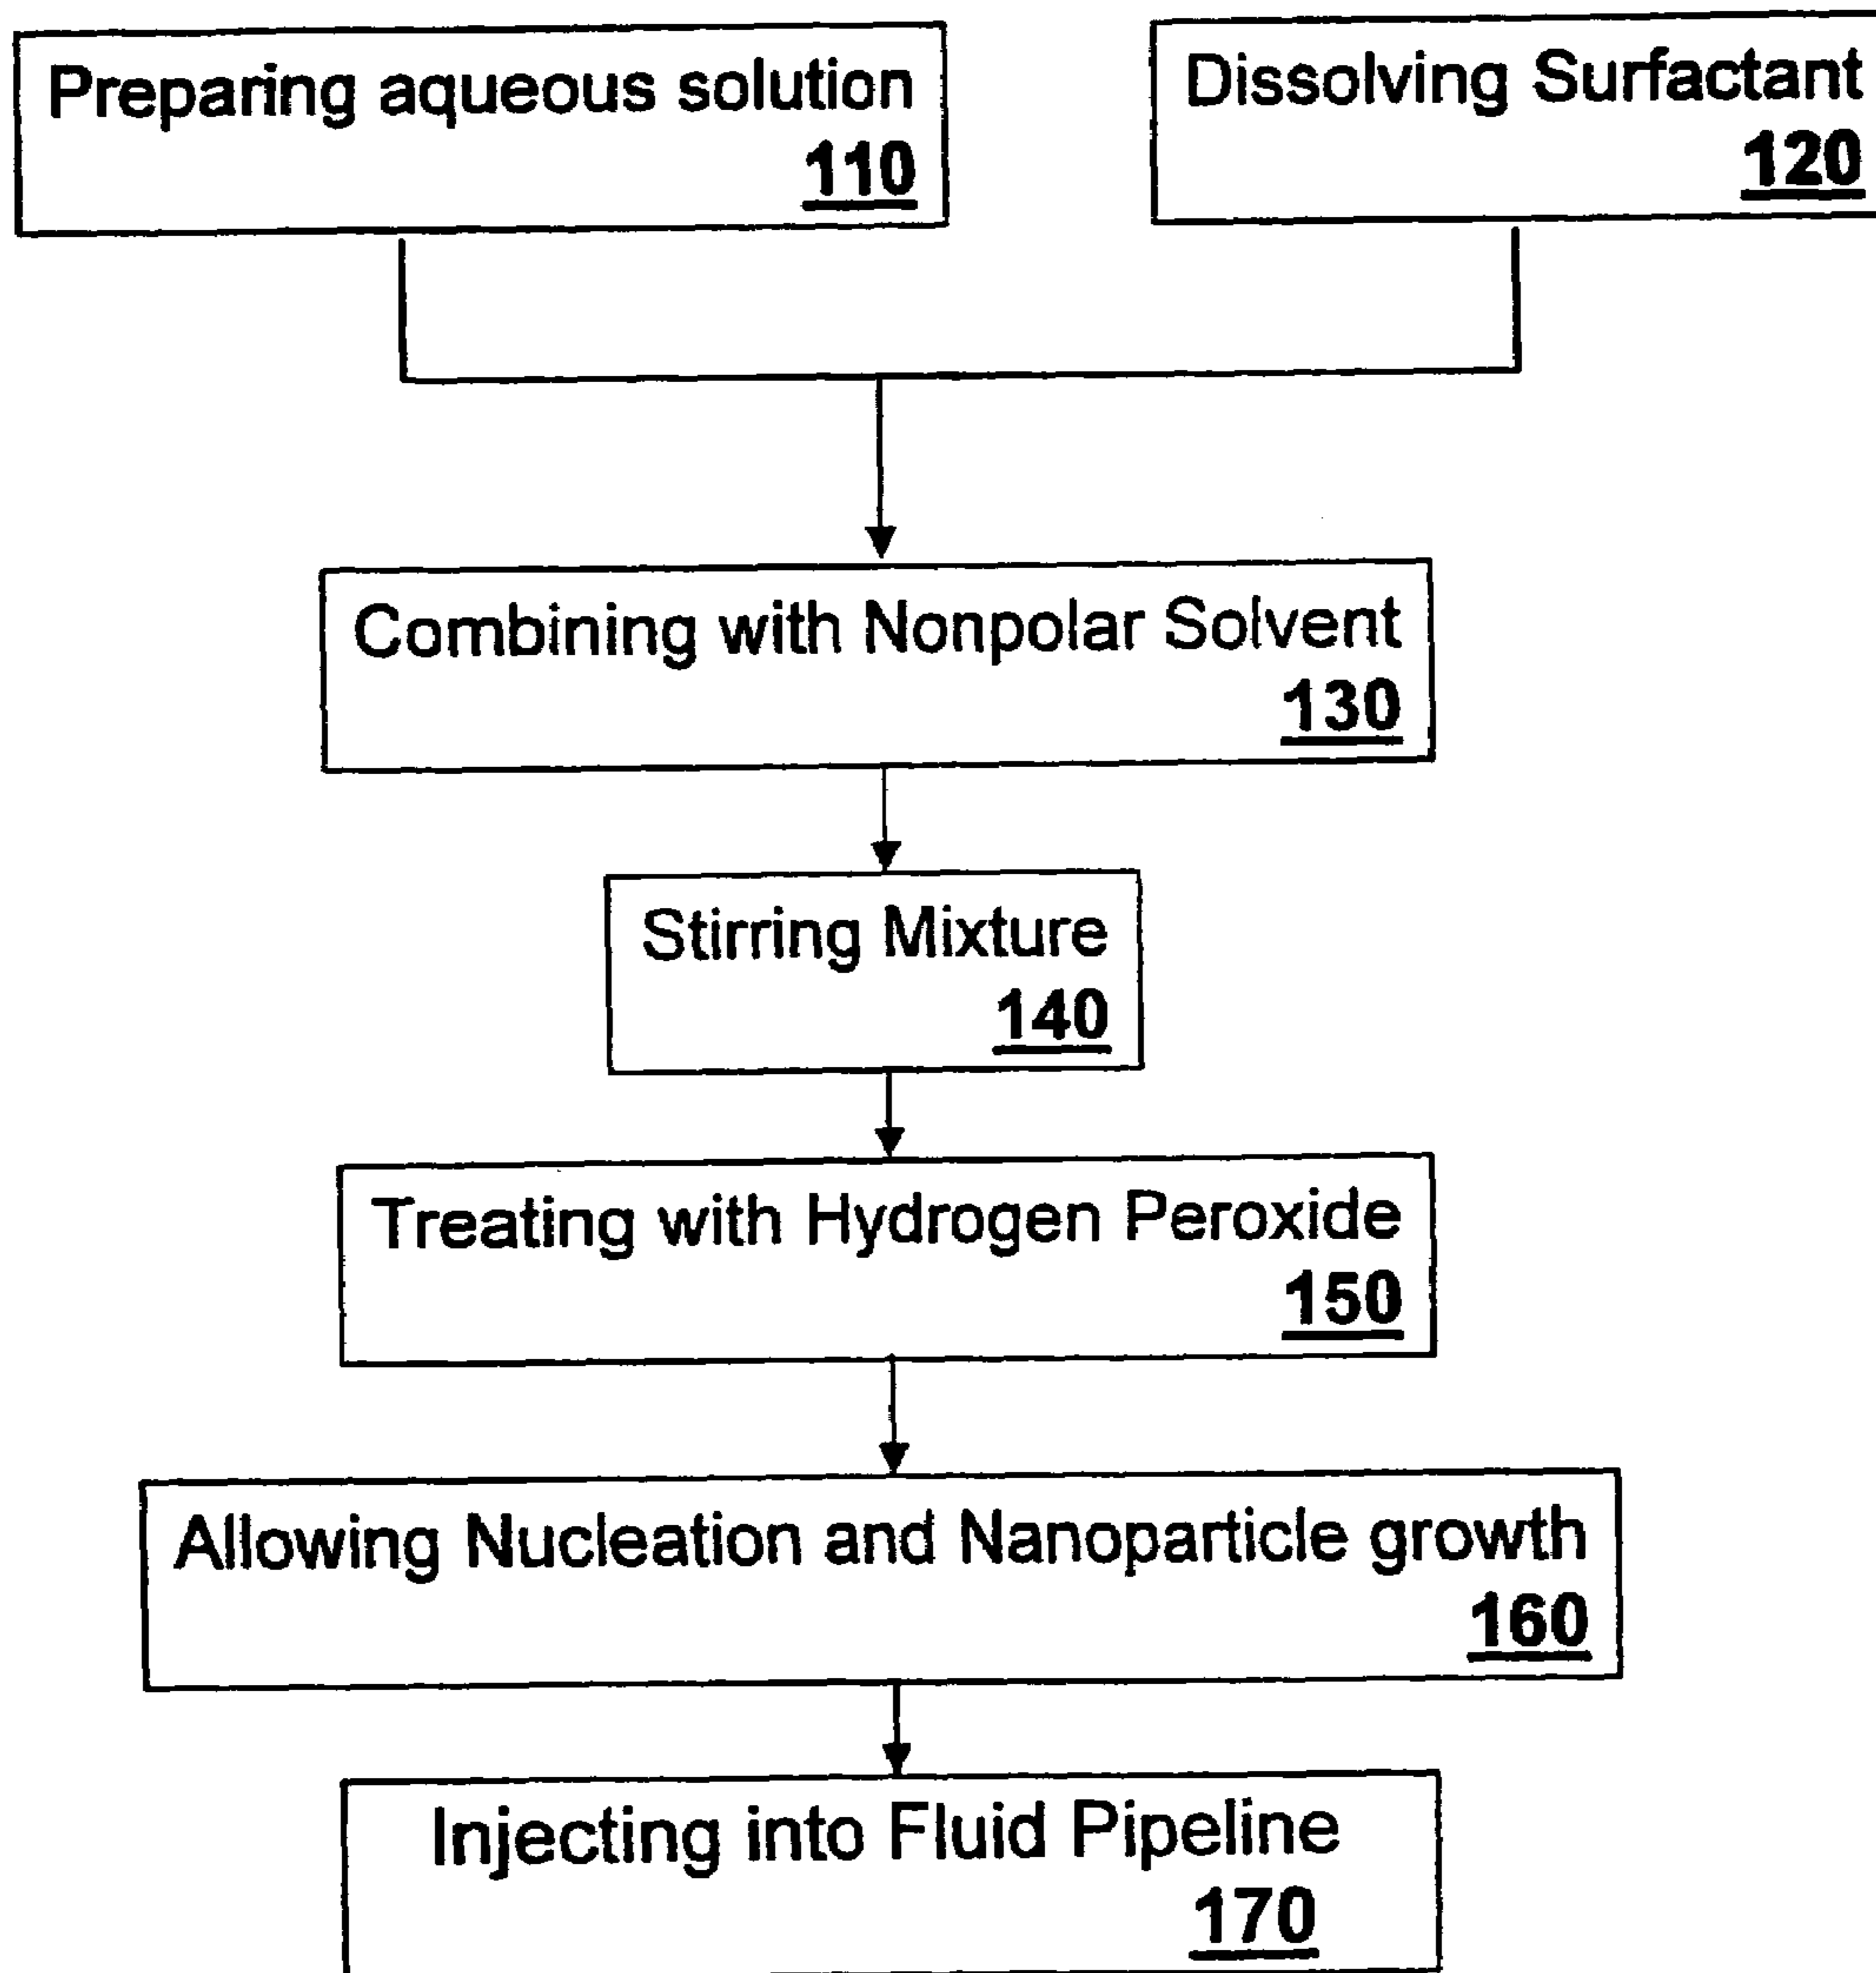 Preparing aqueous solution
110
Dissolving Surfactant
120
Combining with Nonpolar Solvent
130
Stirring Mixture
140
Treating with Hydrogen Peroxide
150
Allowing Nucleation and Nanoparticle growth
160
Injecting into Fluid Pipeline
170